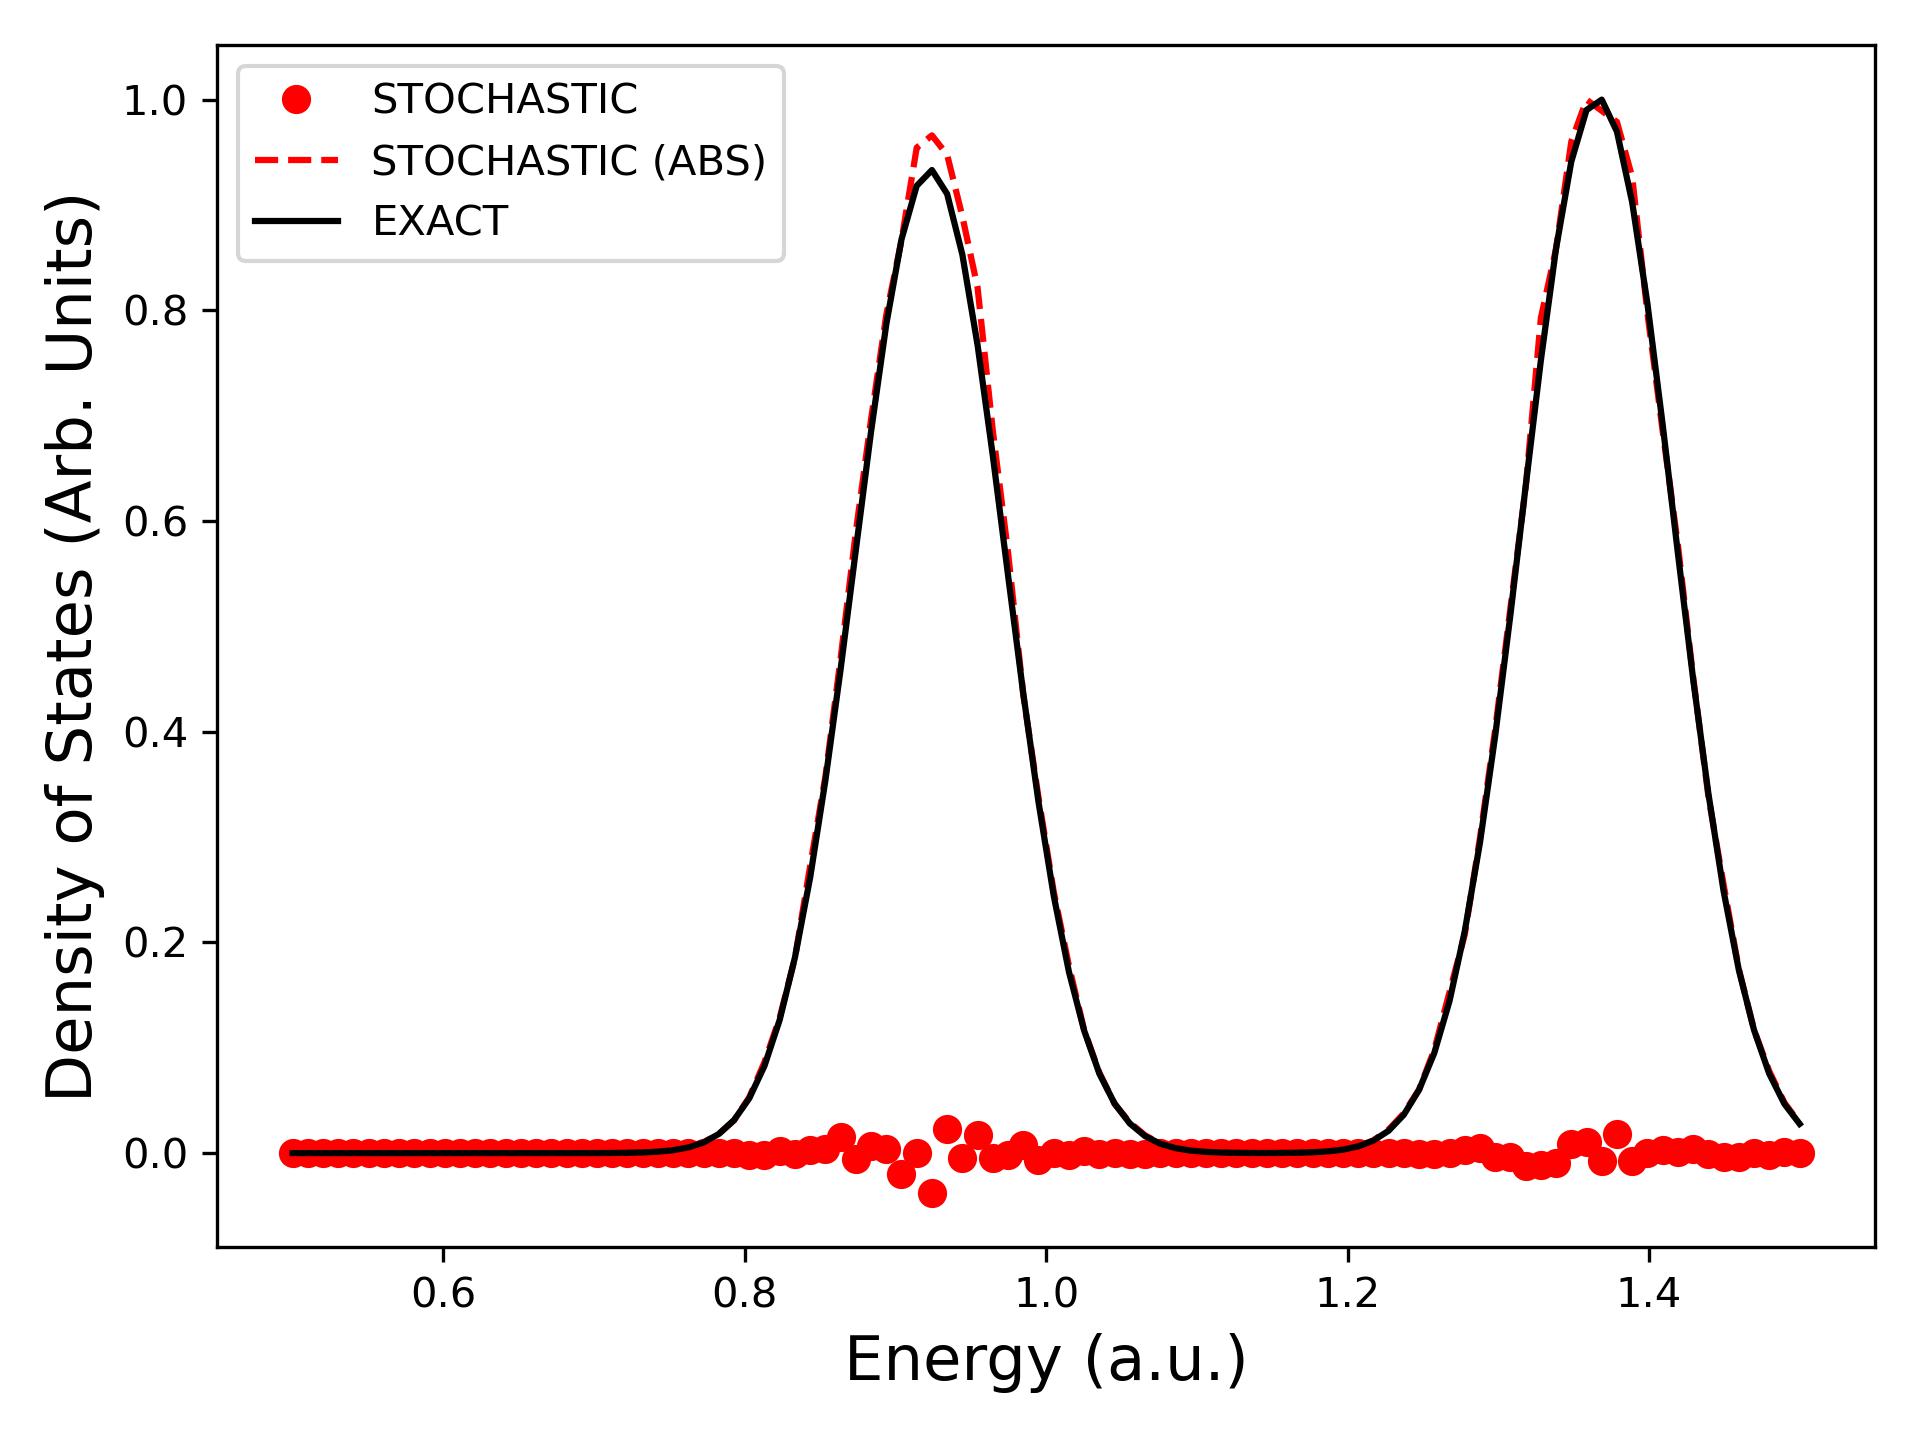 STOCHASTIC
STOCHASTIC (ABS)
EXACT
Density of States (Arb. Units)
1.0
0.8
0.6
0.4
0.2
0.0
0.6 0.8 1.0 1.2 1.4
Energy (a.u.)